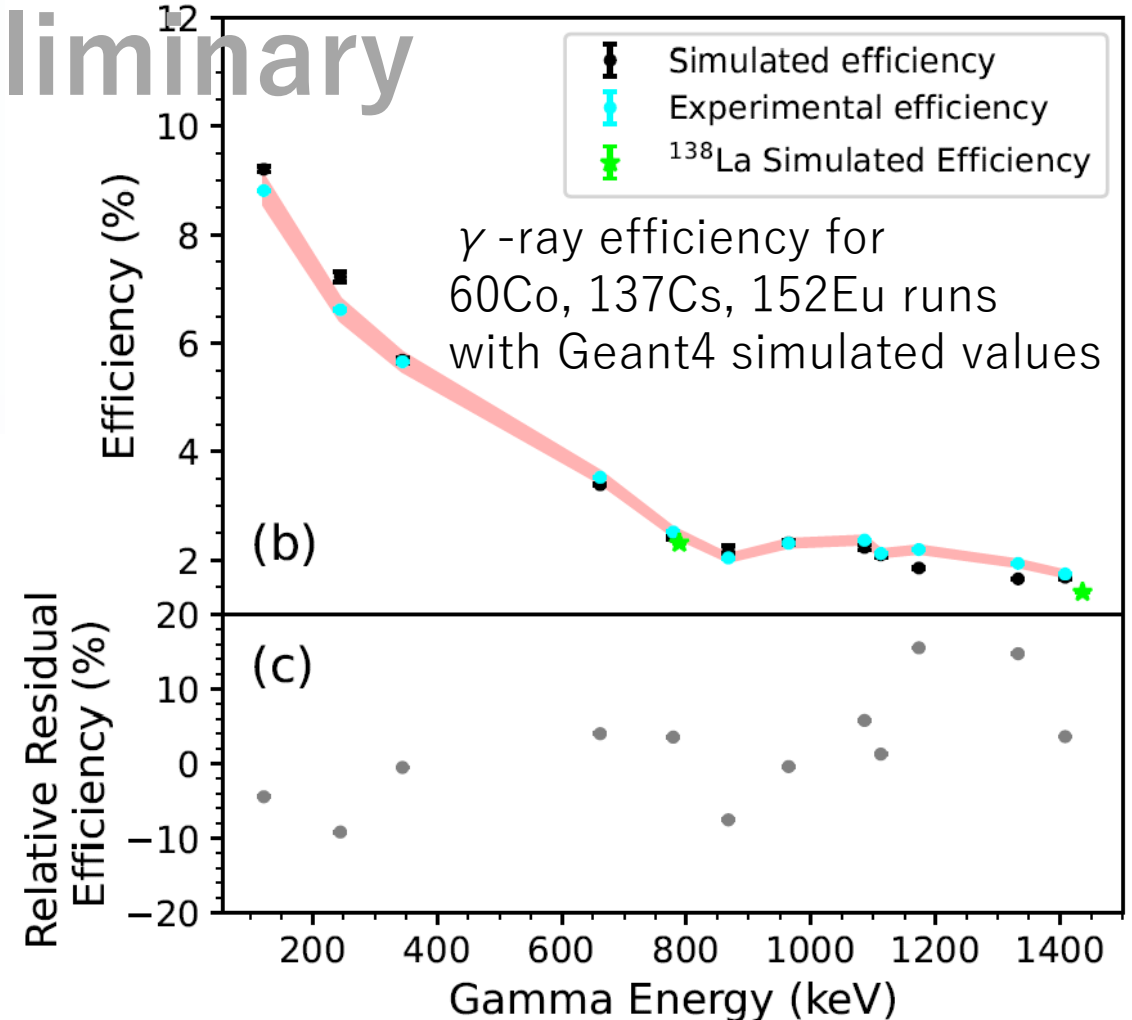 liminary
12
10
8
6
4
2
Efficiency (%)
Simulated efficiency
Experimental efficiency
¹³⁸La Simulated Efficiency
γ -ray efficiency for
60Co, 137Cs, 152Eu runs
with Geant4 simulated values
(b)
20
10
0
−10
−20
Relative Residual
Efficiency (%)
(c)
200 400 600 800 1000 1200 1400
Gamma Energy (keV)